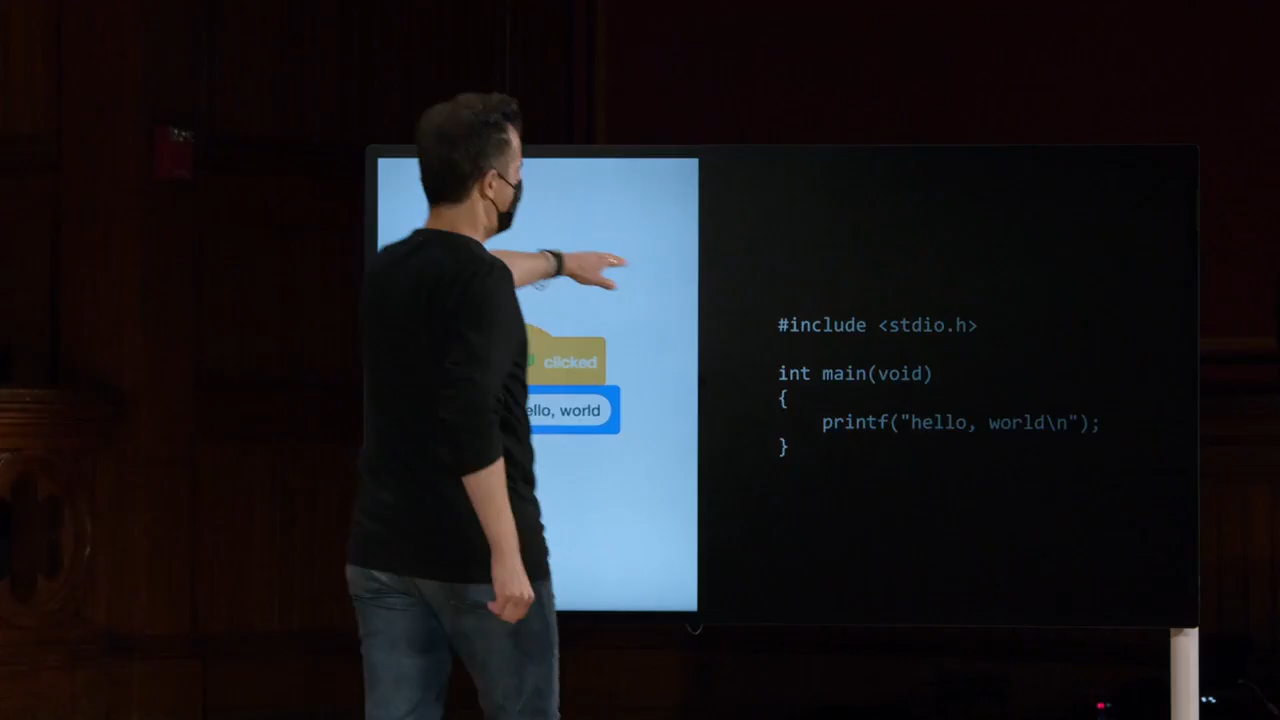 clicked
ello, world
#include <stdio.h>
int main(void)
{
printf("hello, world\n");
}